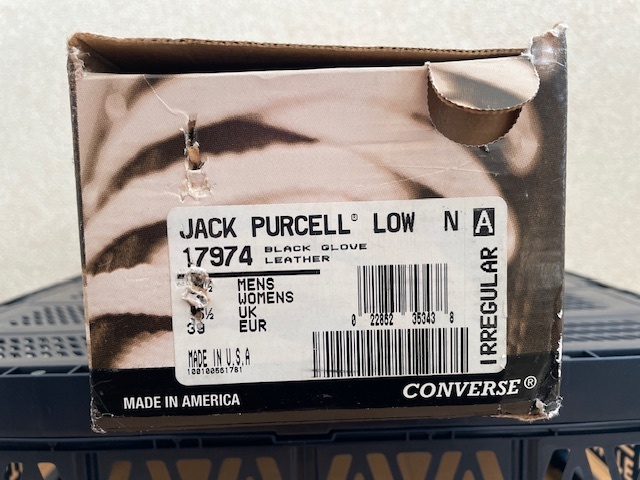 JACK PURCELL® LOW N A
17974 BLACK GLOVE
LEATHER
MENS
WOMENS
UK
39 EUR
MADE IN U.S.A
100100561781
0 22852 35343 8
IRREGULAR
MADE IN AMERICA
CONVERSE®